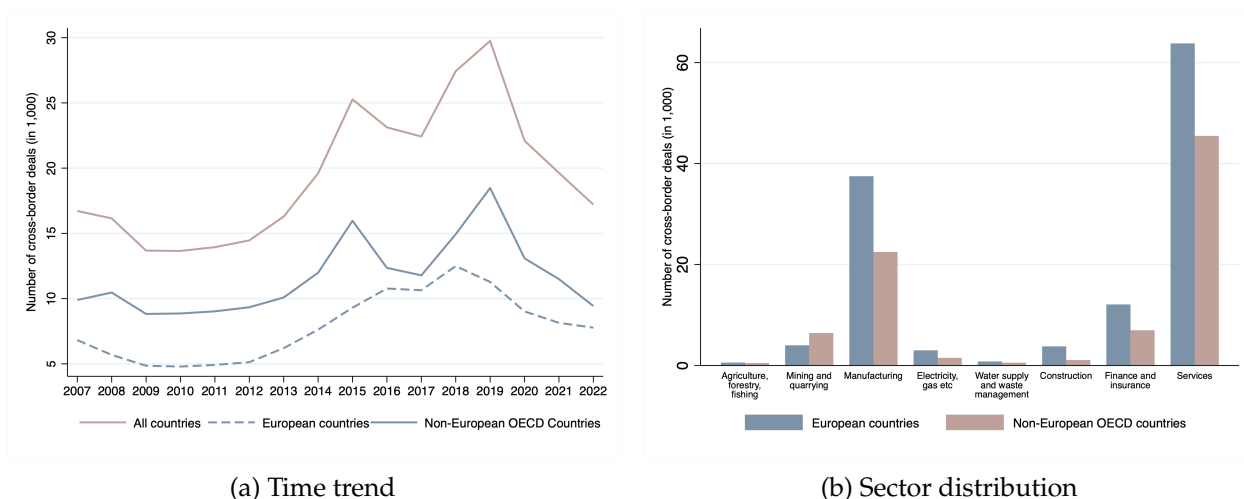 Number of cross-border deals (in 1,000)
30
25
20
15
10
5
2007 2008 2009 2010 2011 2012 2013 2014 2015 2016 2017 2018 2019 2020 2021 2022
All countries European countries Non-European OECD Countries
(a) Time trend
Number of cross-border deals (in 1,000)
60
40
20
0
Agriculture,
forestry,
fishing
Mining and
quarrying
Manufacturing
Electricity,
gas etc
Water supply
and waste
management
Construction
Finance and
insurance
Services
European countries Non-European OECD countries
(b) Sector distribution